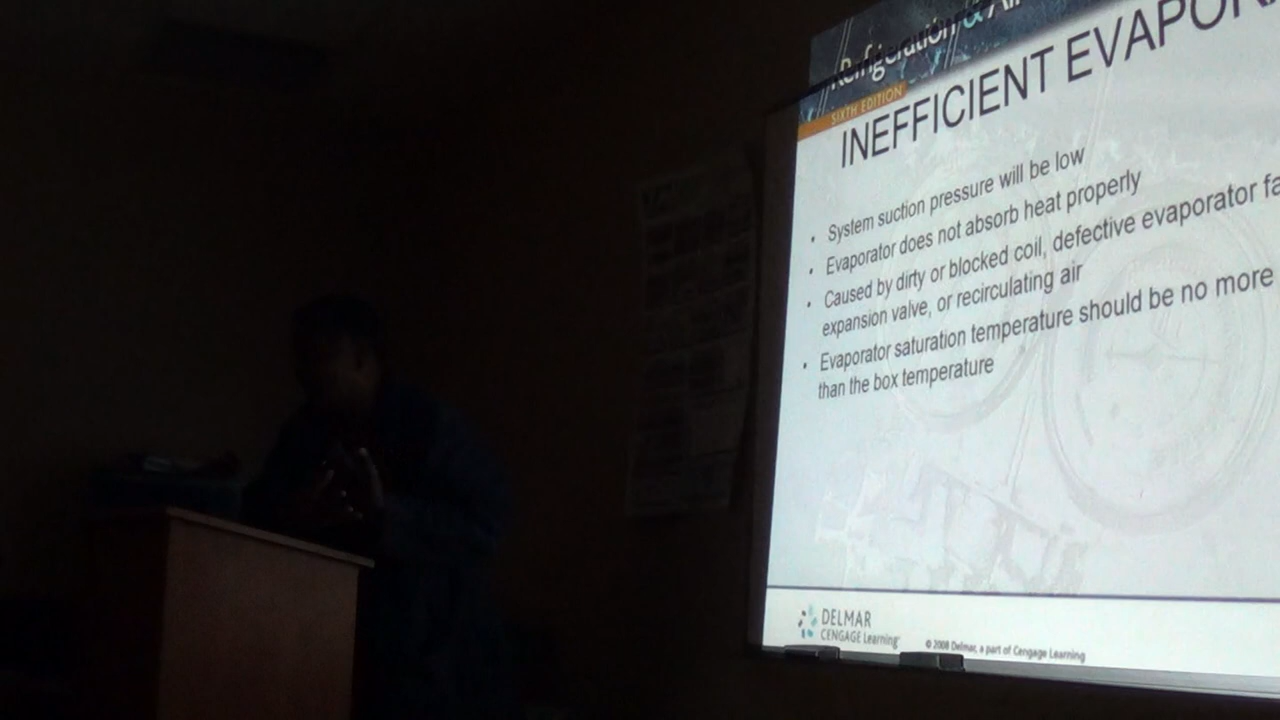 Refrigeration & Air
SIXTH EDITION
INEFFICIENT EVAPOR
• System suction pressure will be low
• Evaporator does not absorb heat properly
• Caused by dirty or blocked coil, defective evaporator fa
expansion valve, or recirculating air
• Evaporator saturation temperature should be no more
than the box temperature
DELMAR
CENGAGE Learning
© 2008 Delmar, a part of Cengage Learning